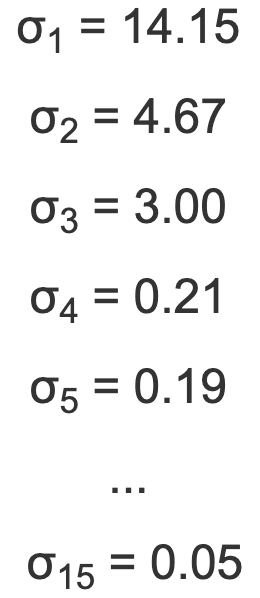 σ₁ = 14.15
σ₂ = 4.67
σ₃ = 3.00
σ₄ = 0.21
σ₅ = 0.19
...
σ₁₅ = 0.05